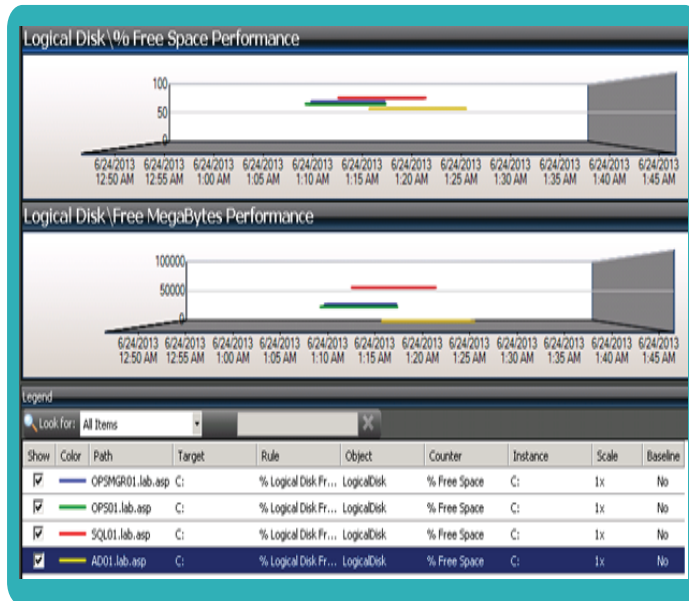 Logical Disk\% Free Space Performance
100
50
0
6/24/2013 6/24/2013 6/24/2013 6/24/2013 6/24/2013 6/24/2013 6/24/2013 6/24/2013 6/24/2013 6/24/2013 6/24/2013 6/24/2013
12:50 AM 12:55 AM 1:00 AM 1:05 AM 1:10 AM 1:15 AM 1:20 AM 1:25 AM 1:30 AM 1:35 AM 1:40 AM 1:45 AM
Logical Disk\Free MegaBytes Performance
100000
50000
0
6/24/2013 6/24/2013 6/24/2013 6/24/2013 6/24/2013 6/24/2013 6/24/2013 6/24/2013 6/24/2013 6/24/2013 6/24/2013 6/24/2013
12:50 AM 12:55 AM 1:00 AM 1:05 AM 1:10 AM 1:15 AM 1:20 AM 1:25 AM 1:30 AM 1:35 AM 1:40 AM 1:45 AM
Legend
Look for: All Items
Show Color Path Target Rule Object Counter Instance Scale Baseline
OPSMGR01.lab.asp C: % Logical Disk Fr... LogicalDisk % Free Space C: 1x No
OPS01.lab.asp C: % Logical Disk Fr... LogicalDisk % Free Space C: 1x No
SQL01.lab.asp C: % Logical Disk Fr... LogicalDisk % Free Space C: 1x No
AD01.lab.asp C: % Logical Disk Fr... LogicalDisk % Free Space C: 1x No